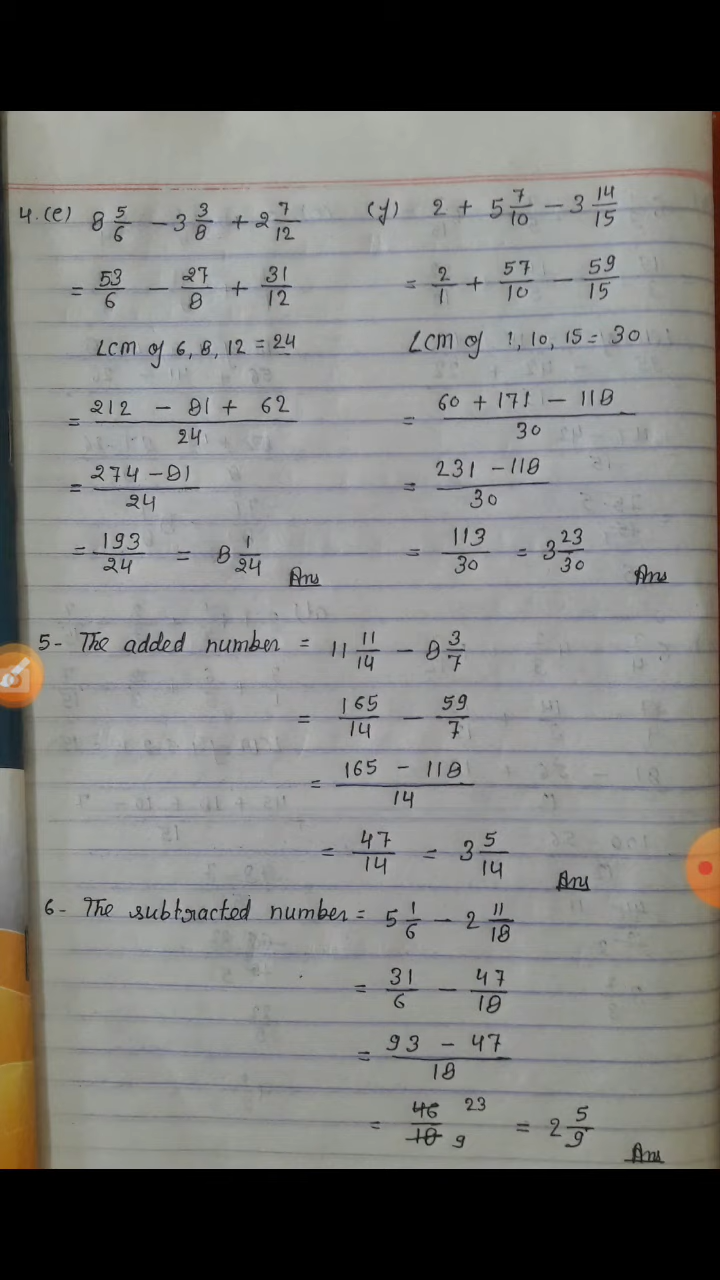 4. (e) 8 5/6 - 3 3/8 + 2 7/12
= 53/6 - 27/8 + 31/12
LCM of 6, 8, 12 = 24
= 212 - 81 + 62 / 24
= 274 - 81 / 24
= 193/24 = 8 1/24 Ans
(f) 2 + 5 7/10 - 3 14/15
= 2/1 + 57/10 - 59/15
LCM of 1, 10, 15 = 30
= 60 + 171 - 118 / 30
= 231 - 118 / 30
= 113/30 = 3 23/30 Ans
5- The added number = 11 11/14 - 8 3/7
= 165/14 - 59/7
= 165 - 118 / 14
= 47/14 = 3 5/14 Ans
6- The subtracted number = 5 1/6 - 2 11/18
= 31/6 - 47/18
= 93 - 47 / 18
= 46/18 23/9 = 2 5/9 Ans